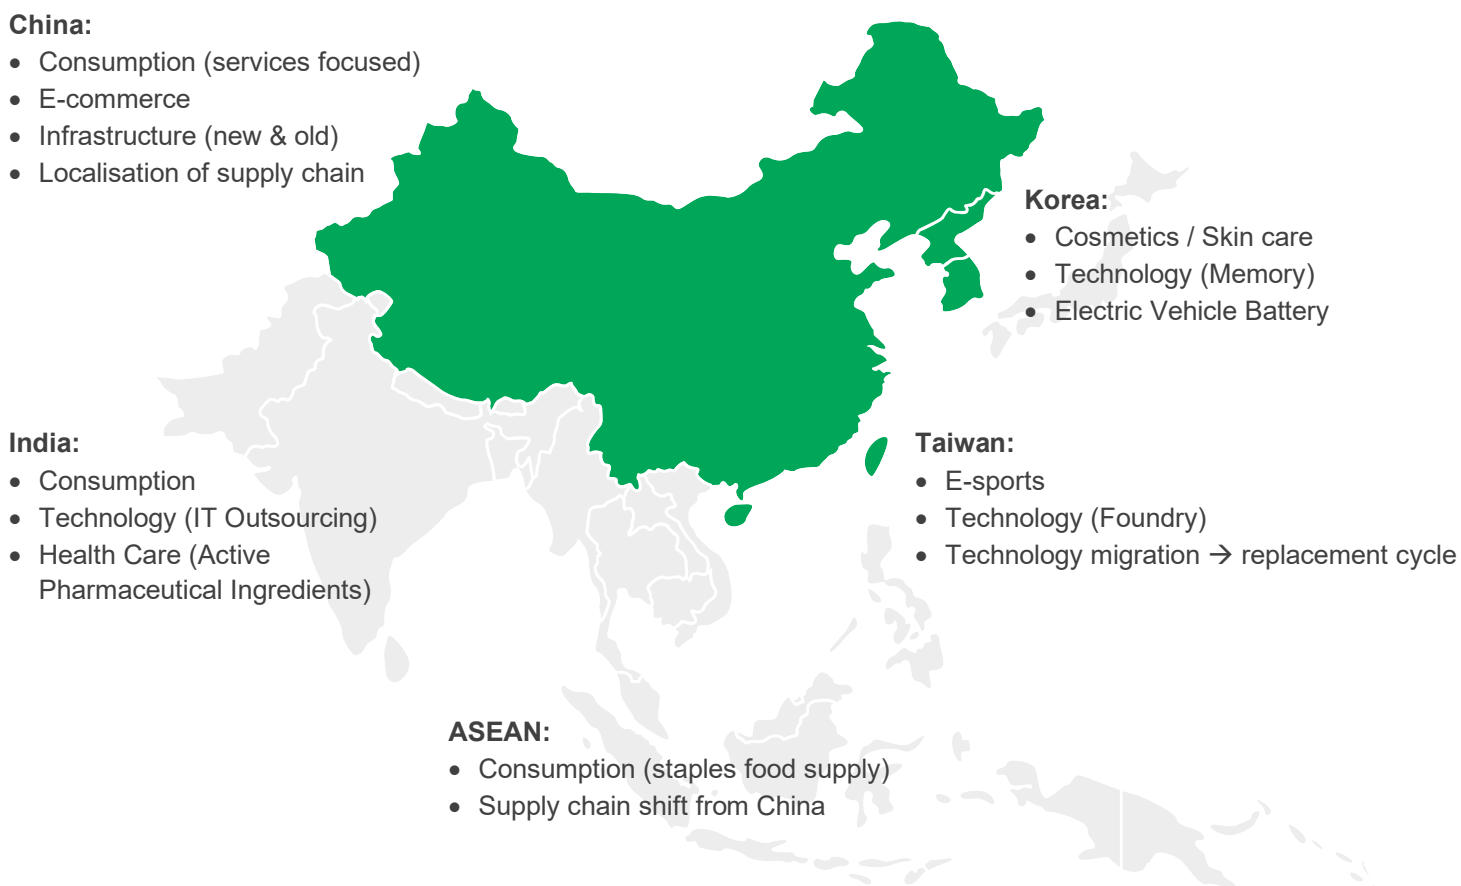 China:
• Consumption (services focused)
• E-commerce
• Infrastructure (new & old)
• Localisation of supply chain
Korea:
• Cosmetics / Skin care
• Technology (Memory)
• Electric Vehicle Battery
India:
• Consumption
• Technology (IT Outsourcing)
• Health Care (Active
Pharmaceutical Ingredients)
Taiwan:
• E-sports
• Technology (Foundry)
• Technology migration → replacement cycle
ASEAN:
• Consumption (staples food supply)
• Supply chain shift from China